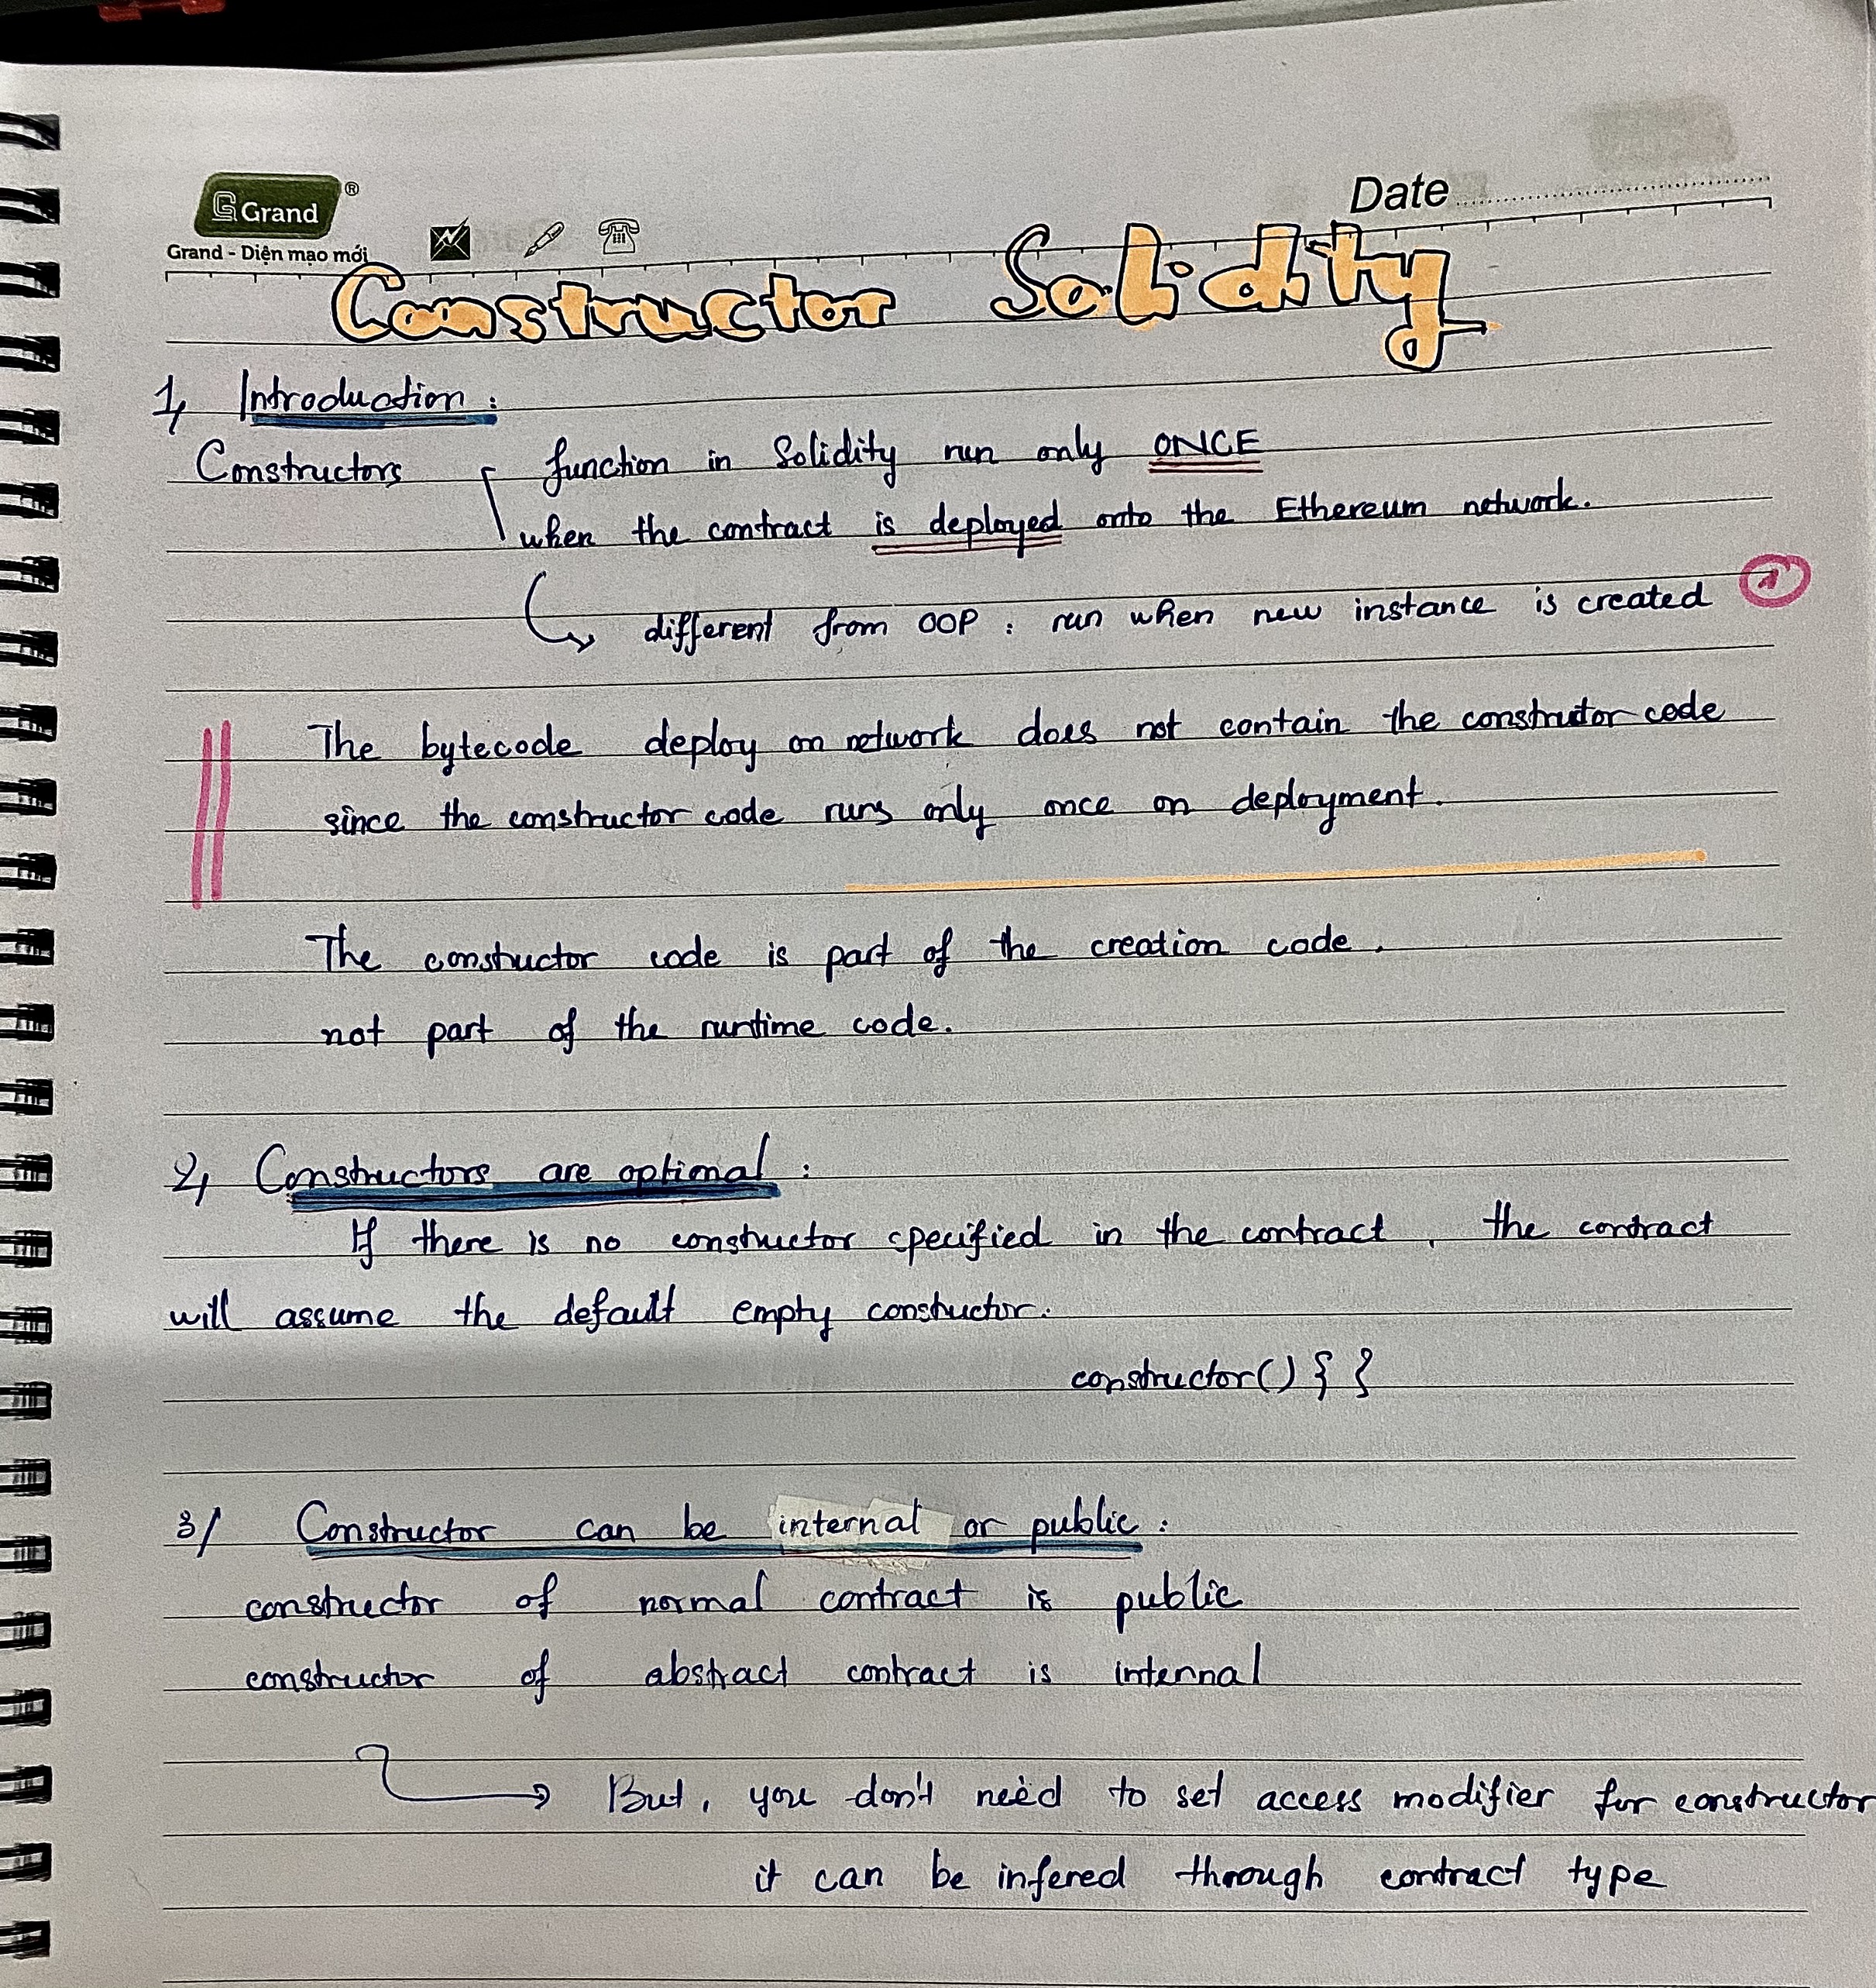 Grand ®
Grand - Diện mạo mới
Date
Constructor Solidity
1, Introduction :
Constructors function in Solidity run only ONCE
when the contract is deployed onto the Ethereum network.
different from OOP : run when new instance is created
The bytecode deploy on network does not contain the constructor code
since the constructor code runs only once on deployment.
The constuctor code is part of the creation code.
not part of the runtime code.
2, Constructors are optimal :
If there is no constructor specified in the contract, the contract
will assume the default empty constuctor.
constructor() { }
3/ Constructor can be internal or public :
constructor of normal contract is public
constructor of abstract contract is internal
But, you don't need to set access modifier for constructor
it can be infered through contract type